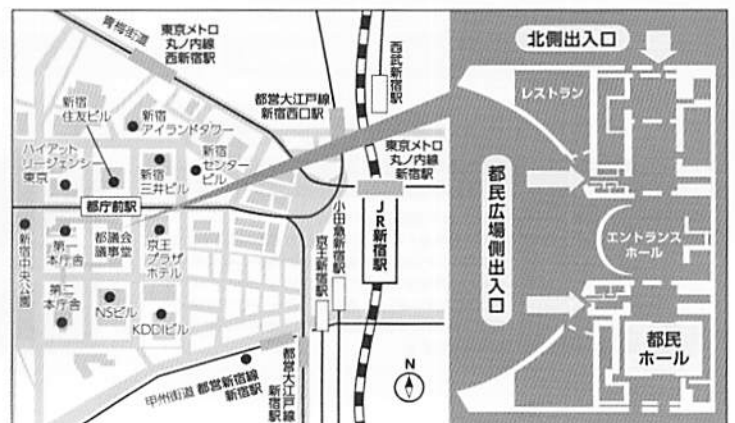 青梅街道
東京メトロ
丸ノ内線
西新宿駅
西武新宿駅
都営大江戸線
新宿西口駅
新宿
住友ビル
新宿
アイランドタワー
ハイアット
リージェンシー
東京
新宿
三井ビル
新宿
センター
ビル
東京メトロ
丸ノ内線
新宿駅
都庁前駅
JR新宿駅
小田急新宿駅
京王新宿駅
新宿中央公園
第一
本庁舎
都議会
議事堂
京王
プラザ
ホテル
第二
本庁舎
NSビル
KDDIビル
甲州街道
都営新宿線
新宿駅
都営大江戸線
新宿駅
N
北側出入口
レストラン
都民広場側出入口
エントランス
ホール
都民
ホール